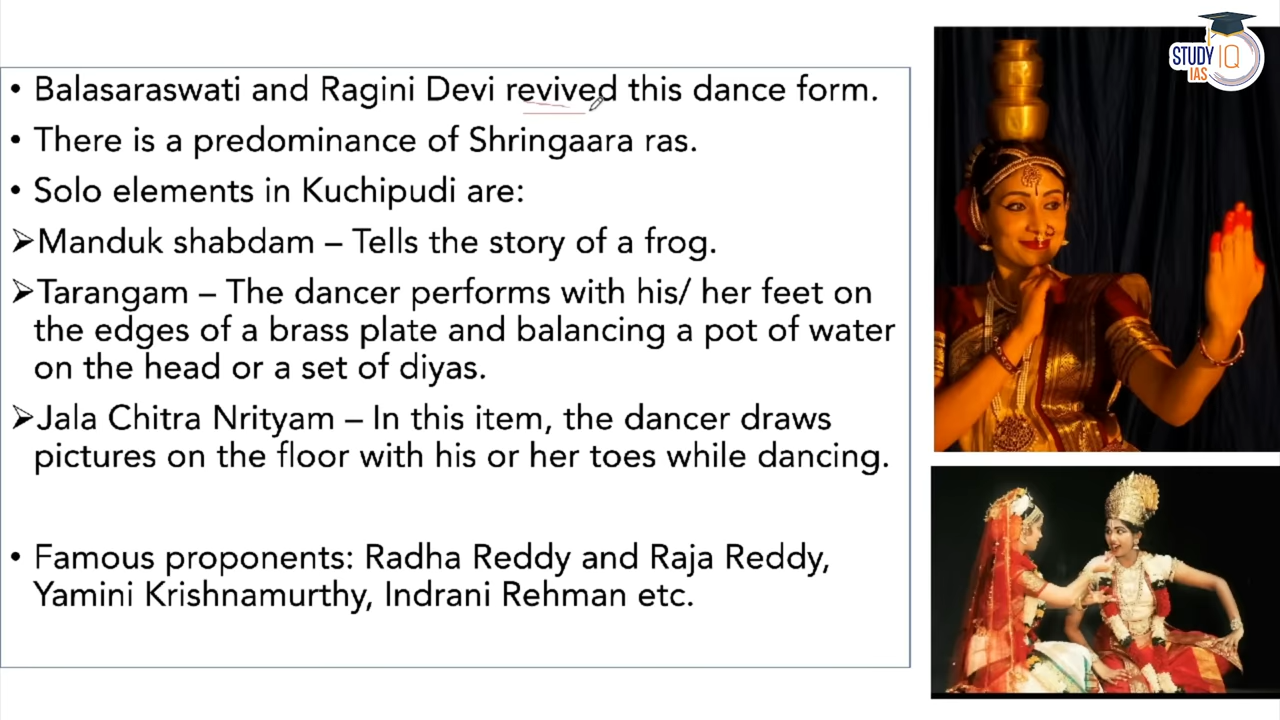 STUDY IQ
IAS
• Balasaraswati and Ragini Devi revived this dance form.
• There is a predominance of Shringaara ras.
• Solo elements in Kuchipudi are:
➢Manduk shabdam – Tells the story of a frog.
➢Tarangam – The dancer performs with his/ her feet on
the edges of a brass plate and balancing a pot of water
on the head or a set of diyas.
➢Jala Chitra Nrityam – In this item, the dancer draws
pictures on the floor with his or her toes while dancing.
• Famous proponents: Radha Reddy and Raja Reddy,
Yamini Krishnamurthy, Indrani Rehman etc.